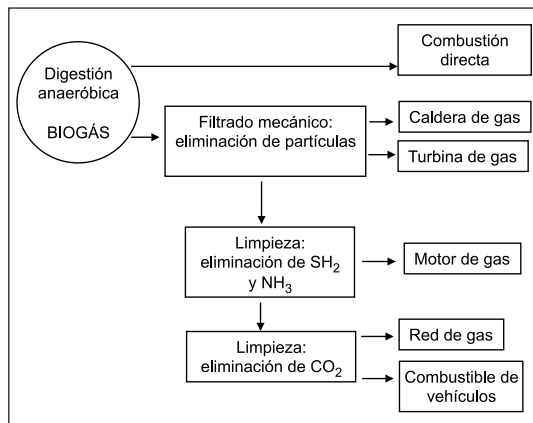 Combustión
directa
Digestión
anaeróbica
BIOGÁS
Filtrado mecánico:
eliminación de partículas
Caldera de gas
Turbina de gas
Limpieza:
eliminación de SH₂
y NH₃
Motor de gas
Limpieza:
eliminación de CO₂
Red de gas
Combustible de
vehículos